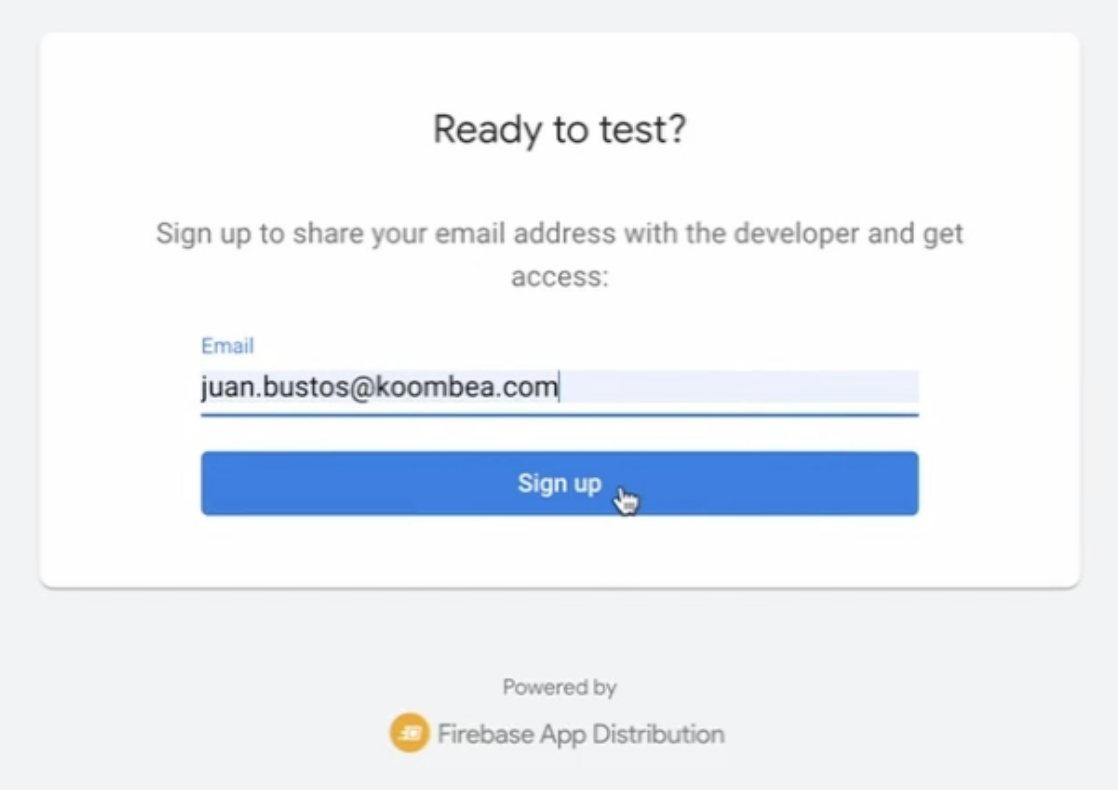 Ready to test?
Sign up to share your email address with the developer and get
access:
Email
juan.bustos@koombea.com
Sign up
Powered by
Firebase App Distribution